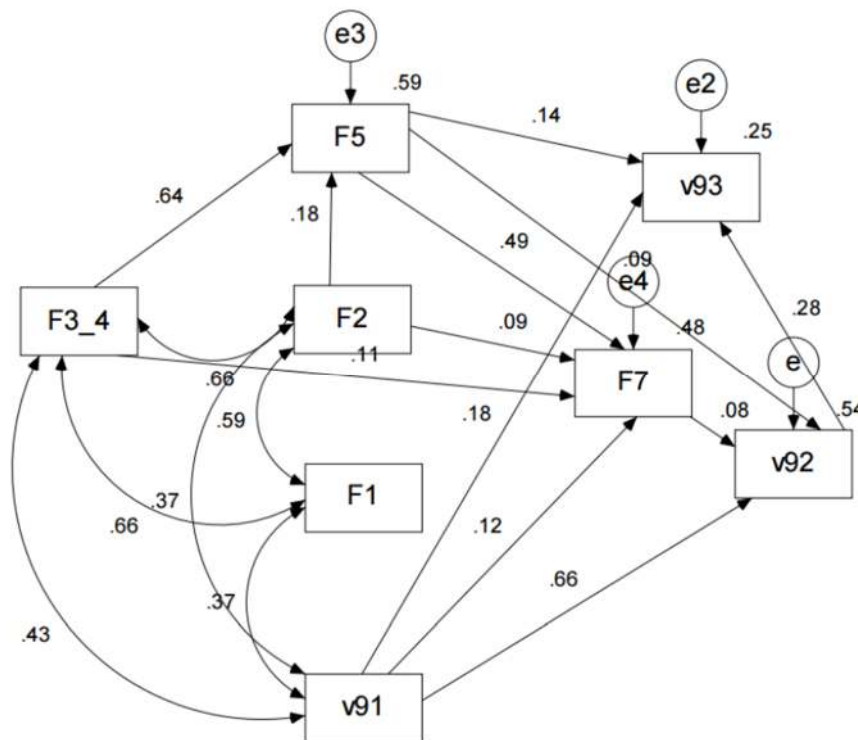 e3
.59
e2
.14
.25
F5
v93
.64
.18
.49
.09
e4
F3_4
F2
.09
.28
.48
.11
.66
e
F7
.18
.08
.54
.59
v92
F1
.37
.66
.12
.66
.37
.43
v91